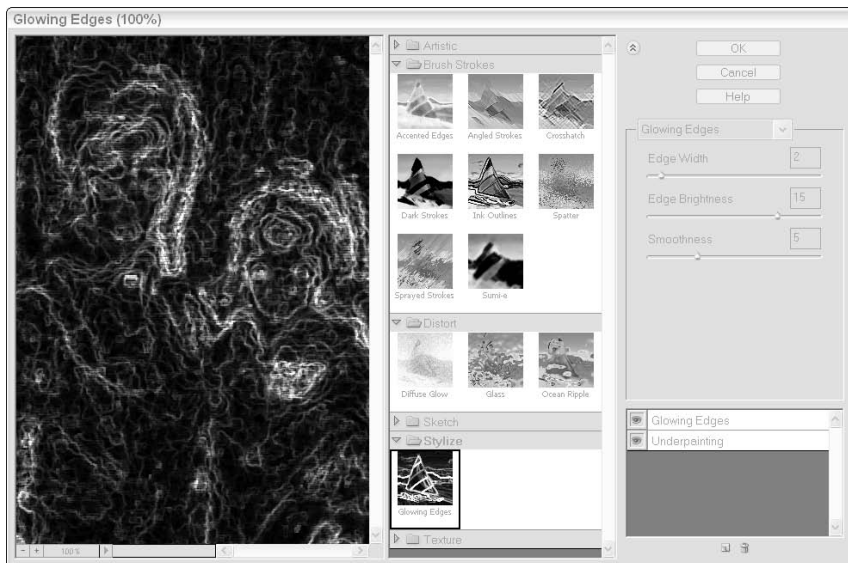 Glowing Edges (100%)
Artistic
Brush Strokes
Accented Edges
Angled Strokes
Crosshatch
Dark Strokes
Ink Outlines
Spatter
Sprayed Strokes
Sumi-e
Distort
Diffuse Glow
Glass
Ocean Ripple
Sketch
Stylize
Glowing Edges
Texture
- + 100%
OK
Cancel
Help
Glowing Edges
Edge Width 2
Edge Brightness 15
Smoothness 5
Glowing Edges
Underpainting